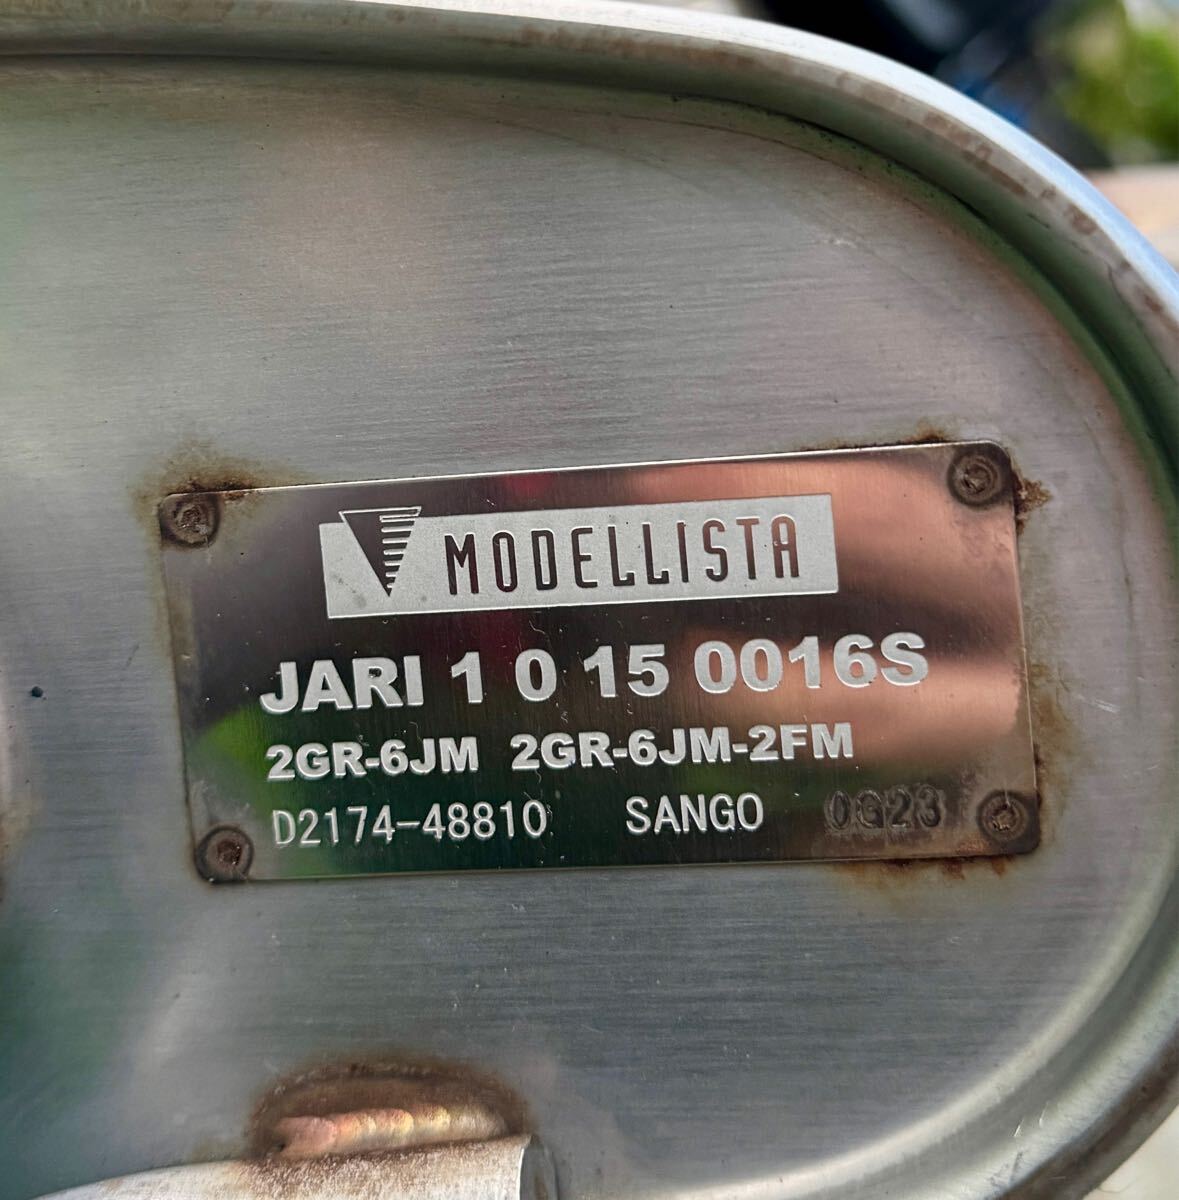 MODELLISTA
JARI 1 0 15 0016S
2GR-6JM 2GR-6JM-2FM
D2174-48810 SANGO 0G23